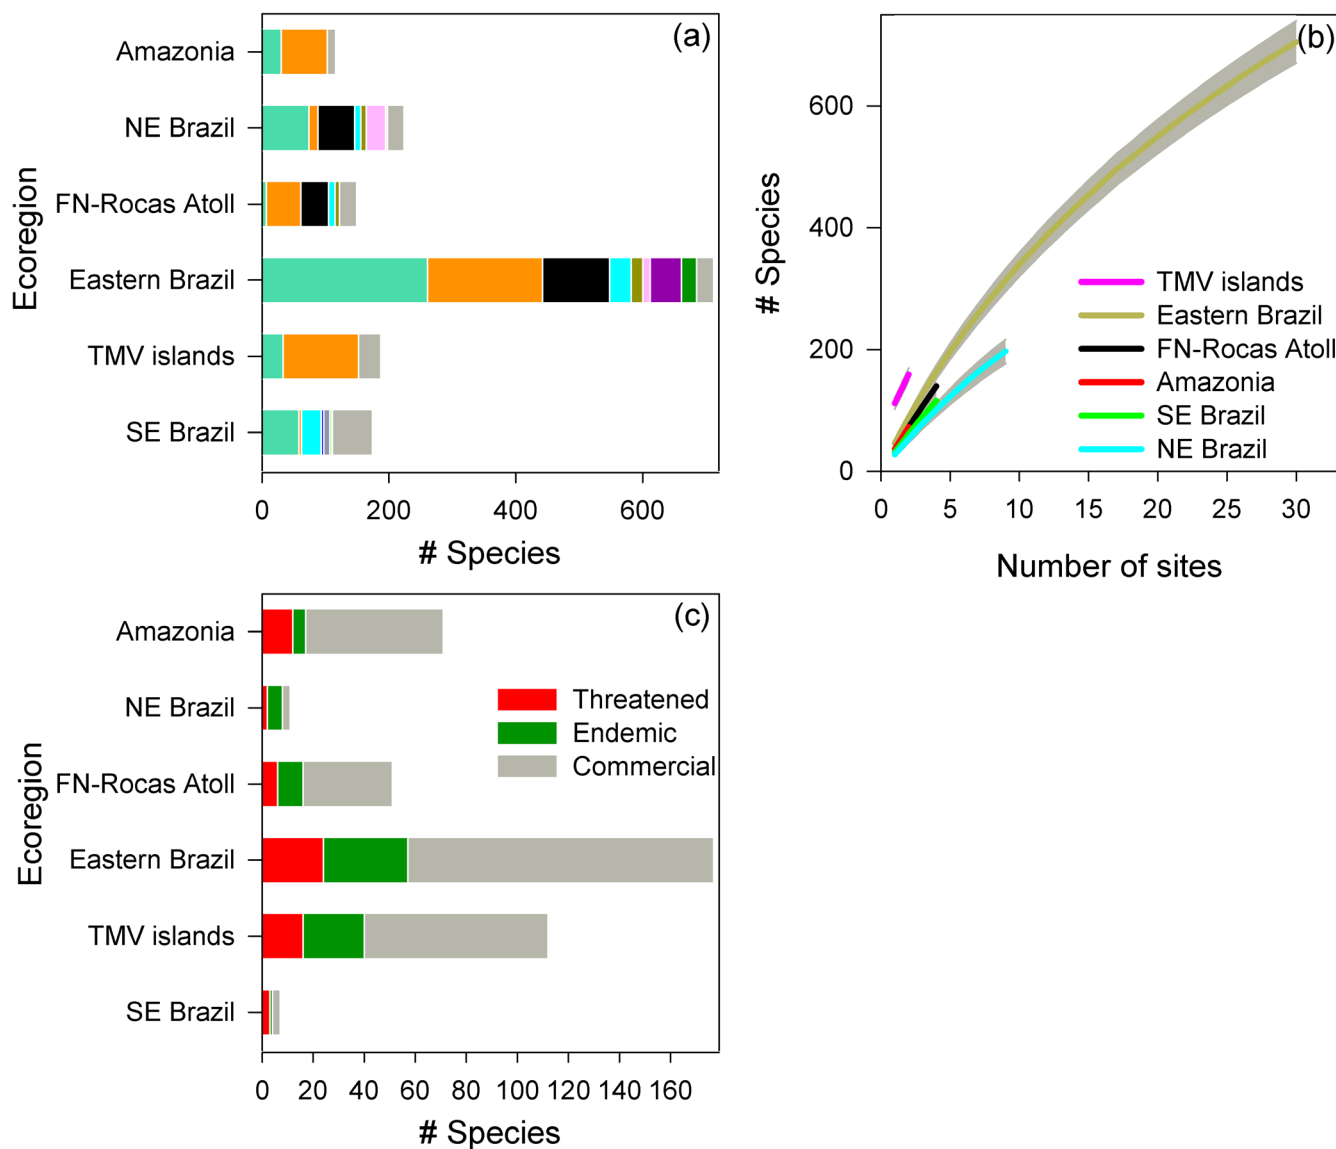 (a)
Ecoregion
Amazonia
NE Brazil
FN-Rocas Atoll
Eastern Brazil
TMV islands
SE Brazil
0 200 400 600
# Species
(b)
# Species
600
400
200
0
TMV islands
Eastern Brazil
FN-Rocas Atoll
Amazonia
SE Brazil
NE Brazil
0 5 10 15 20 25 30
Number of sites
(c)
Ecoregion
Amazonia
NE Brazil
FN-Rocas Atoll
Eastern Brazil
TMV islands
SE Brazil
Threatened
Endemic
Commercial
0 20 40 60 80 100 120 140 160
# Species